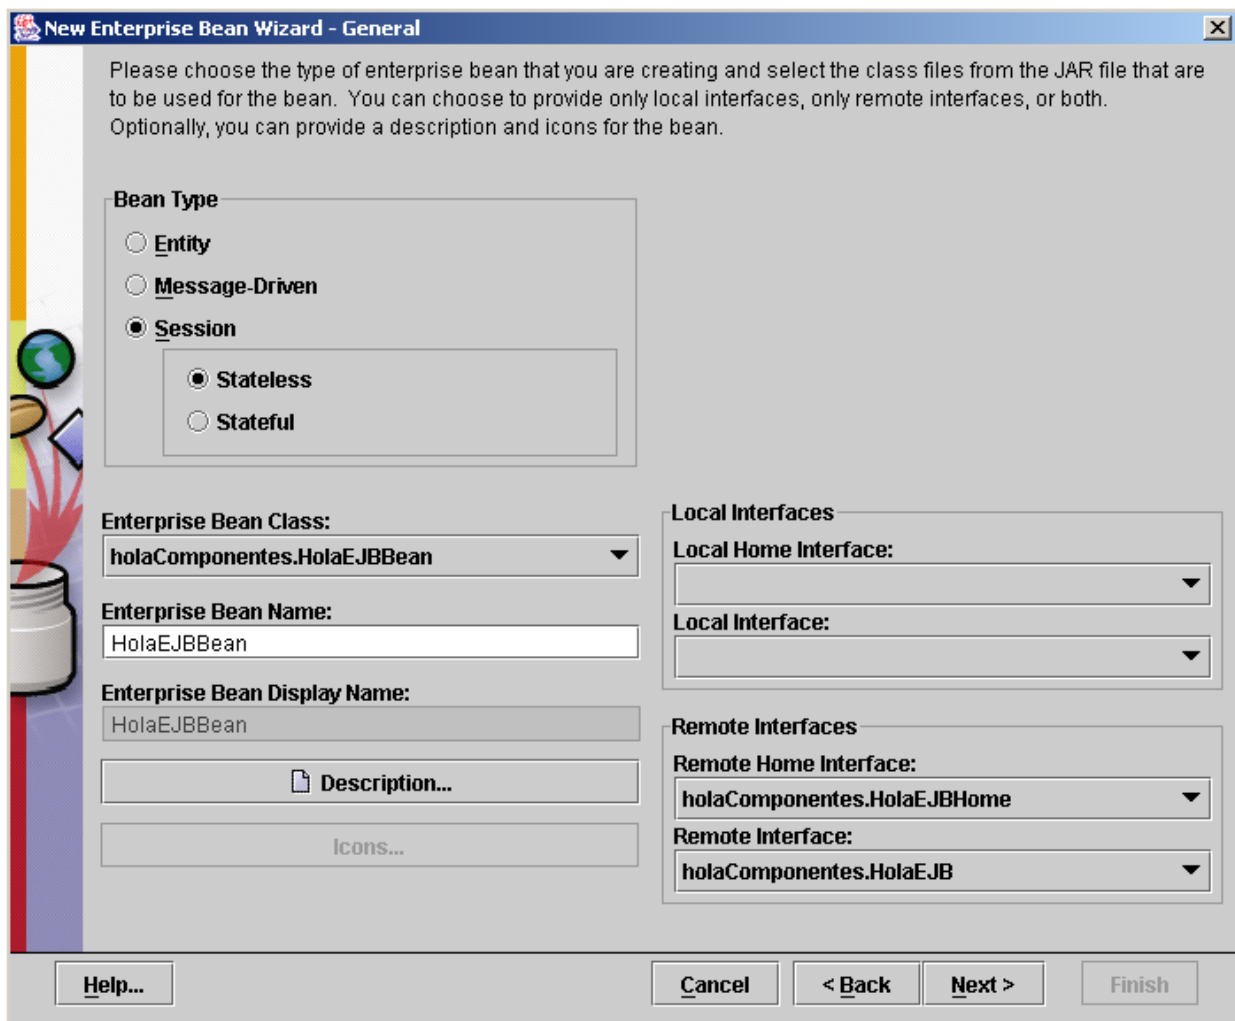 New Enterprise Bean Wizard - General
Please choose the type of enterprise bean that you are creating and select the class files from the JAR file that are
to be used for the bean. You can choose to provide only local interfaces, only remote interfaces, or both.
Optionally, you can provide a description and icons for the bean.
Bean Type
Entity
Message-Driven
Session
Stateless
Stateful
Enterprise Bean Class:
holaComponentes.HolaEJBBean
Enterprise Bean Name:
HolaEJBBean
Enterprise Bean Display Name:
HolaEJBBean
Description...
Icons...
Local Interfaces
Local Home Interface:
Local Interface:
Remote Interfaces
Remote Home Interface:
holaComponentes.HolaEJBHome
Remote Interface:
holaComponentes.HolaEJB
Help...
Cancel
< Back
Next >
Finish